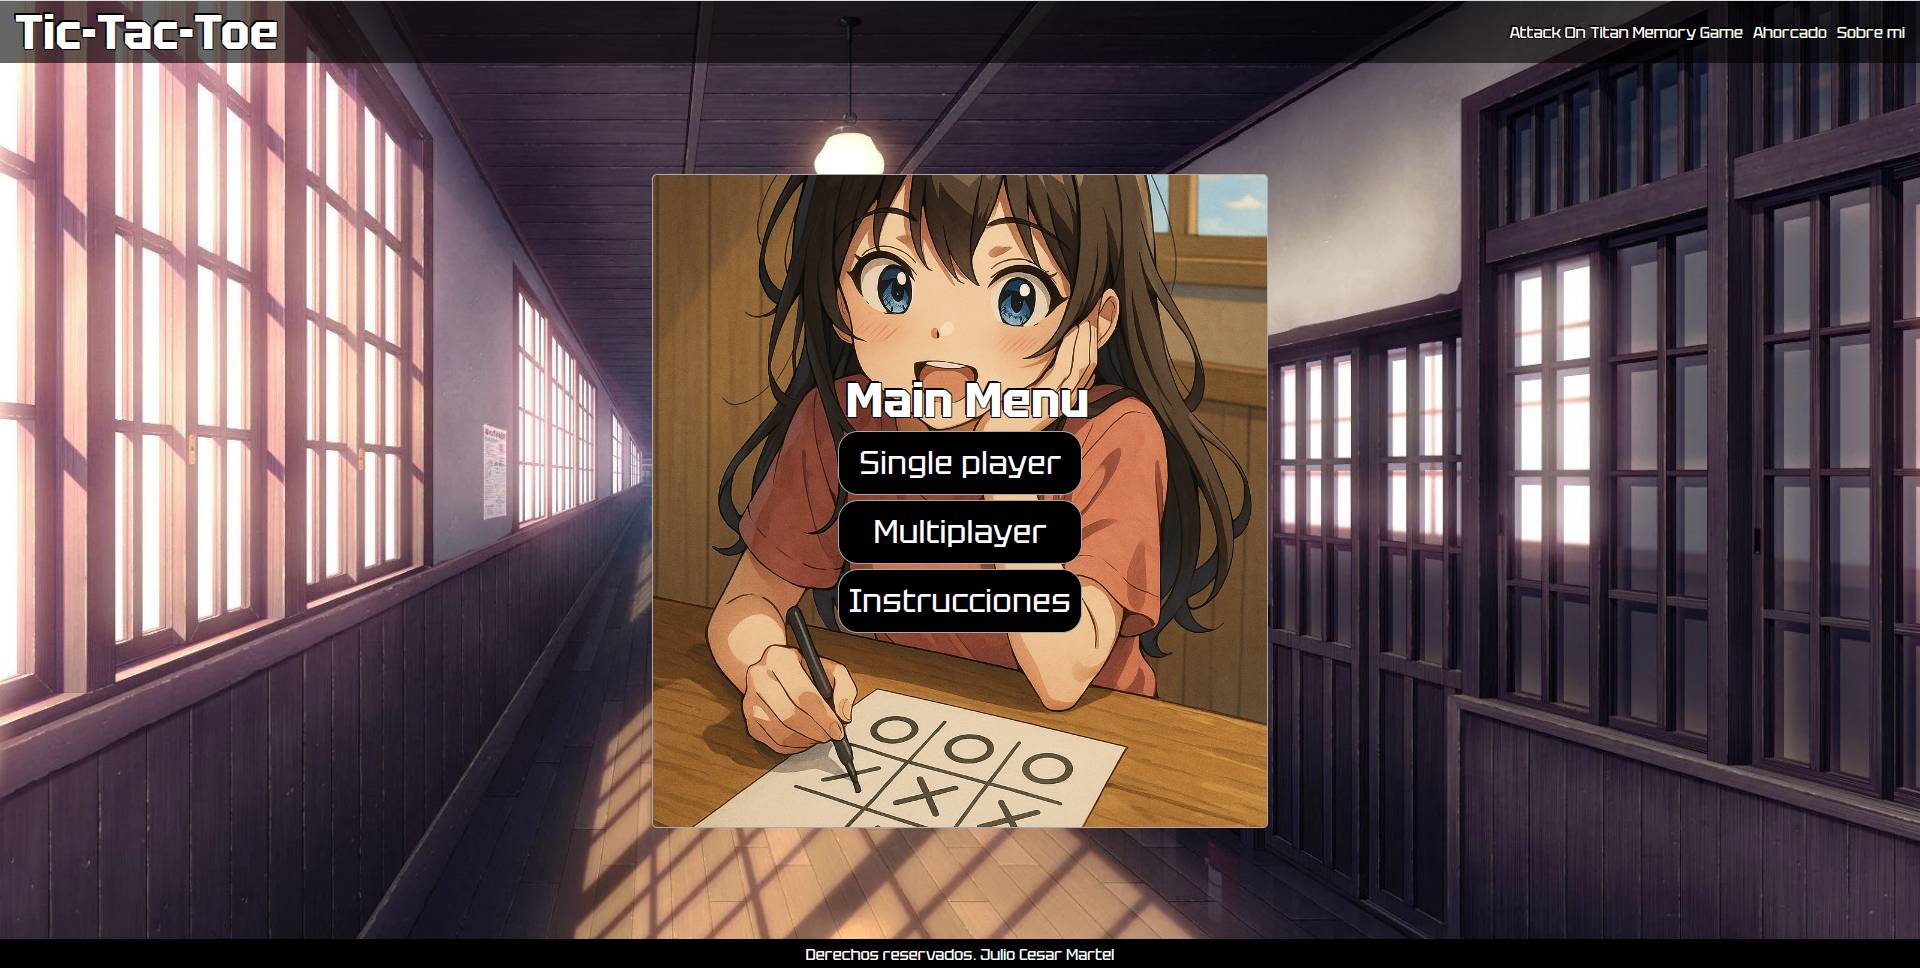 Tic-Tac-Toe
Attack On Titan Memory Game Ahorcado Sobre mi
Main Menu
Single player
Multiplayer
Instrucciones
O O O
X X X
Derechos reservados. Julio Cesar Martel